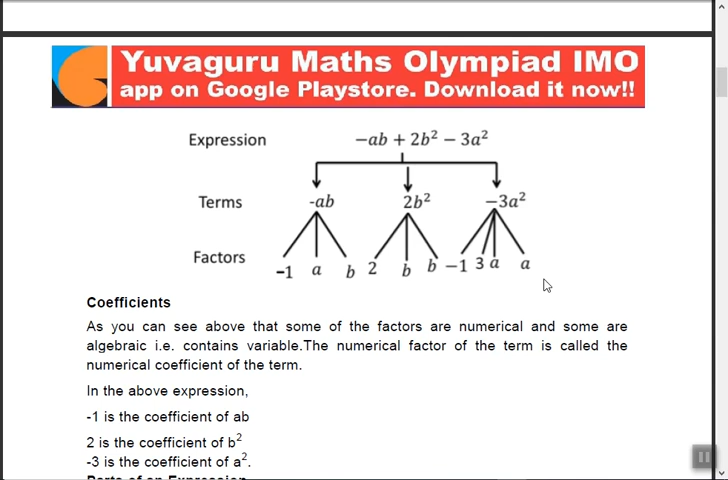 Yuvaguru Maths Olympiad IMO
app on Google Playstore. Download it now!!
Expression −ab + 2b² − 3a²
Terms -ab 2b² −3a²
Factors −1 a b 2 b b −1 3 a a
Coefficients
As you can see above that some of the factors are numerical and some are
algebraic i.e. contains variable.The numerical factor of the term is called the
numerical coefficient of the term.
In the above expression,
-1 is the coefficient of ab
2 is the coefficient of b²
-3 is the coefficient of a².
Parts of an Expression